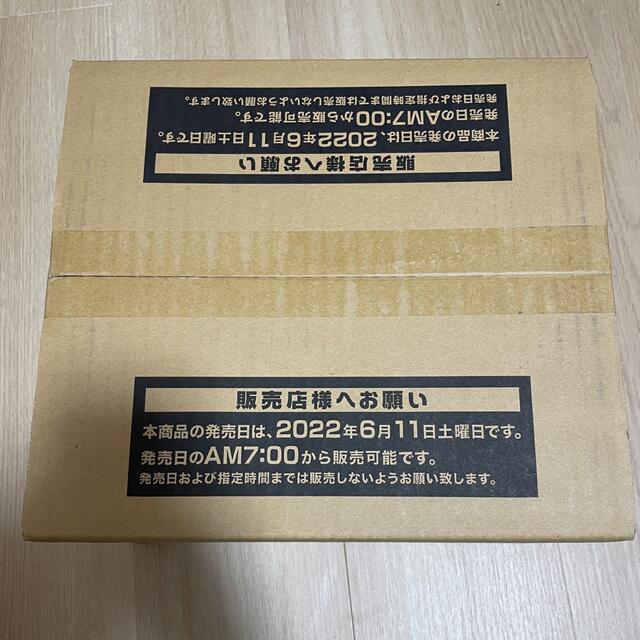 販売店様へお願い
本商品の発売日は、2022年6月11日土曜日です。
発売日のAM7:00から販売可能です。
発売日および指定時間までは販売しないようお願い致します。
販売店様へお願い
本商品の発売日は、2022年6月11日土曜日です。
発売日のAM7:00から販売可能です。
発売日および指定時間までは販売しないようお願い致します。